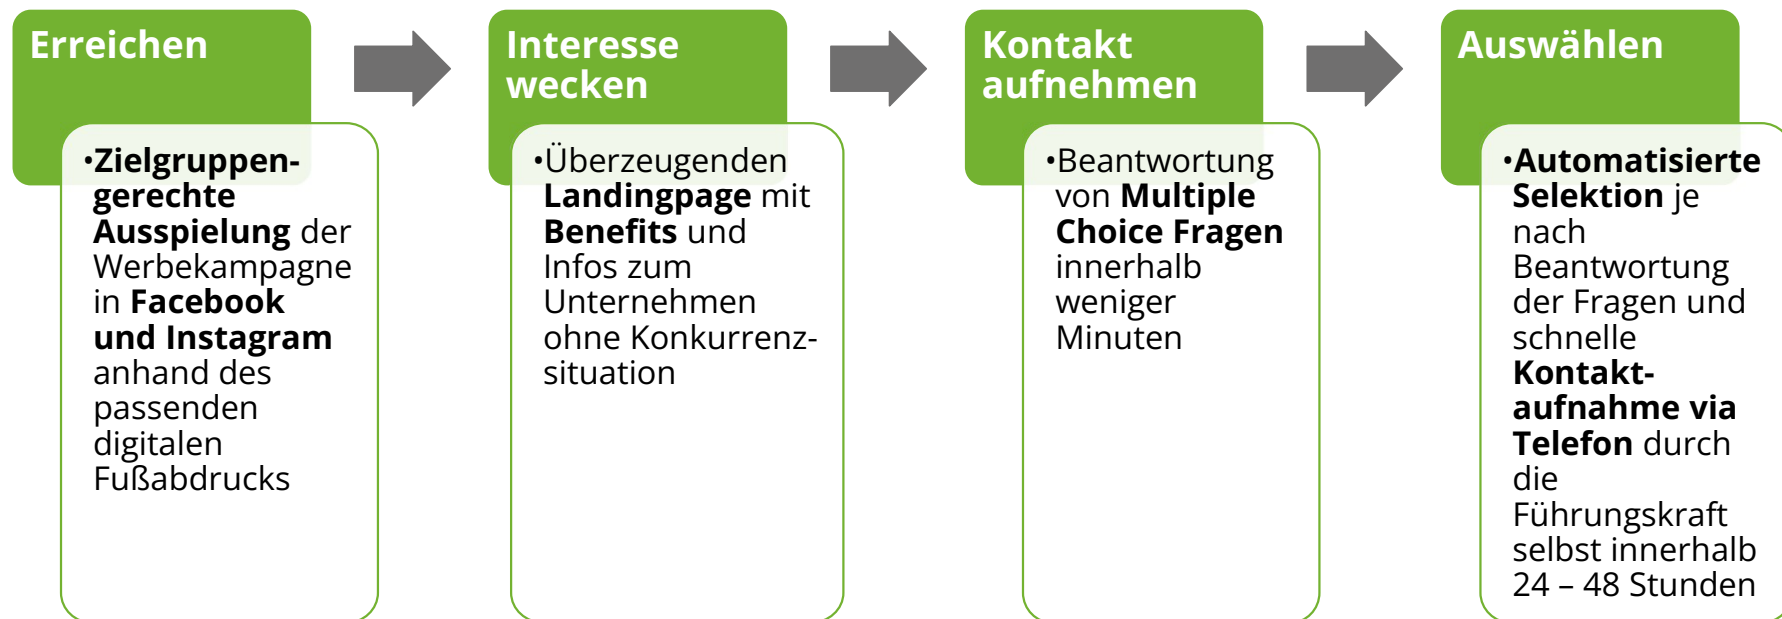 Erreichen
•Zielgruppen-
gerechte
Ausspielung der
Werbekampagne
in Facebook
und Instagram
anhand des
passenden
digitalen
Fußabdrucks
Interesse
wecken
•Überzeugenden
Landingpage mit
Benefits und
Infos zum
Unternehmen
ohne Konkurrenz-
situation
Kontakt
aufnehmen
•Beantwortung
von Multiple
Choice Fragen
innerhalb
weniger
Minuten
Auswählen
•Automatisierte
Selektion je
nach
Beantwortung
der Fragen und
schnelle
Kontakt-
aufnahme via
Telefon durch
die
Führungskraft
selbst innerhalb
24 – 48 Stunden